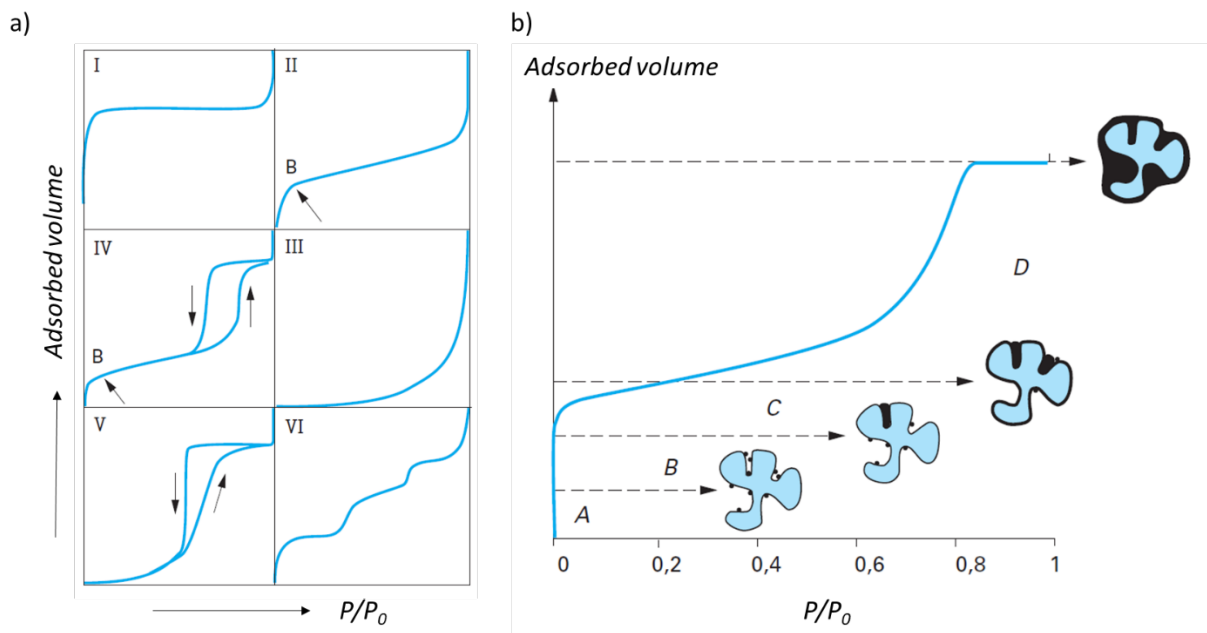 a)
I
II
B
IV
III
B
V
VI
Adsorbed volume
P/P0
b)
Adsorbed volume
D
C
B
A
0
0,2
0,4
0,6
0,8
1
P/P0